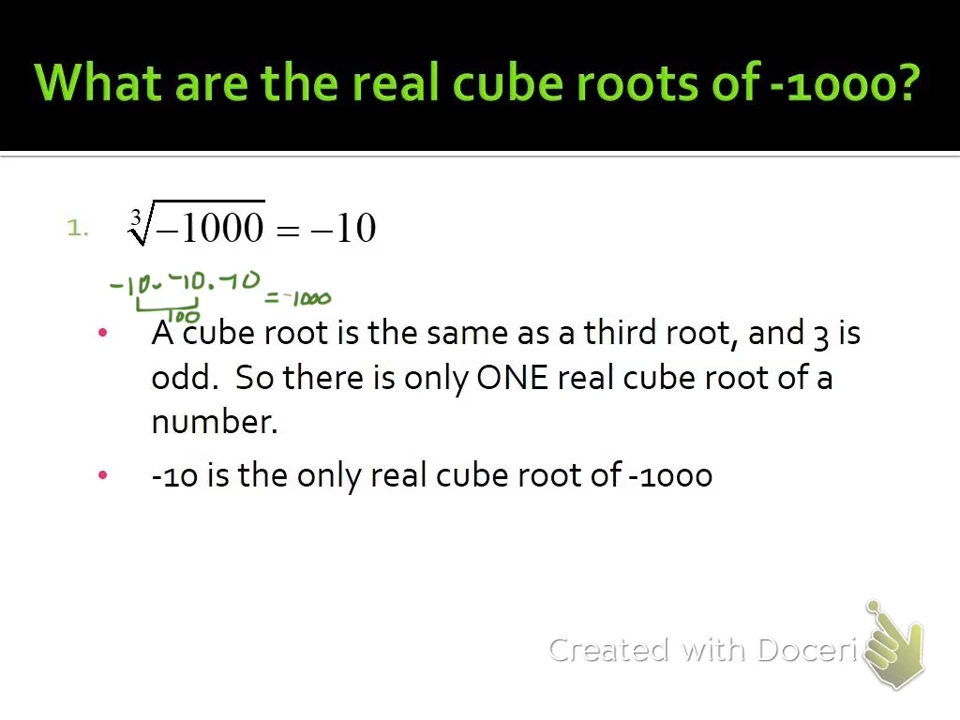 What are the real cube roots of -1000?
1. ∛−1000 = −10
-10 · -10 · -10 = -1000
100
• A cube root is the same as a third root, and 3 is
odd. So there is only ONE real cube root of a
number.
• -10 is the only real cube root of -1000
Created with Doceri